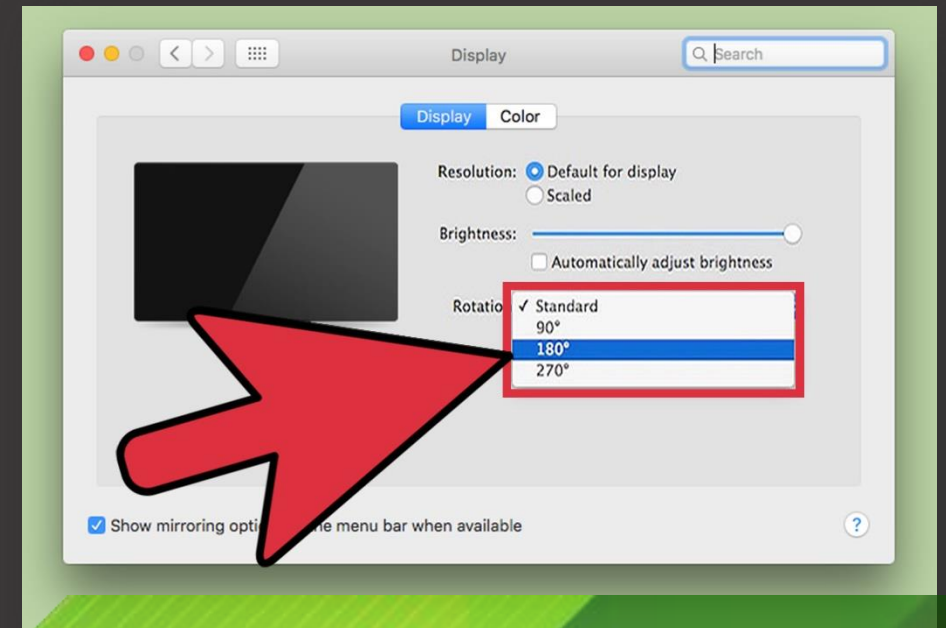 Display
Search
Display Color
Resolution: Default for display
Scaled
Brightness:
Automatically adjust brightness
Rotatio ✓ Standard
90°
180°
270°
Show mirroring opti he menu bar when available
?